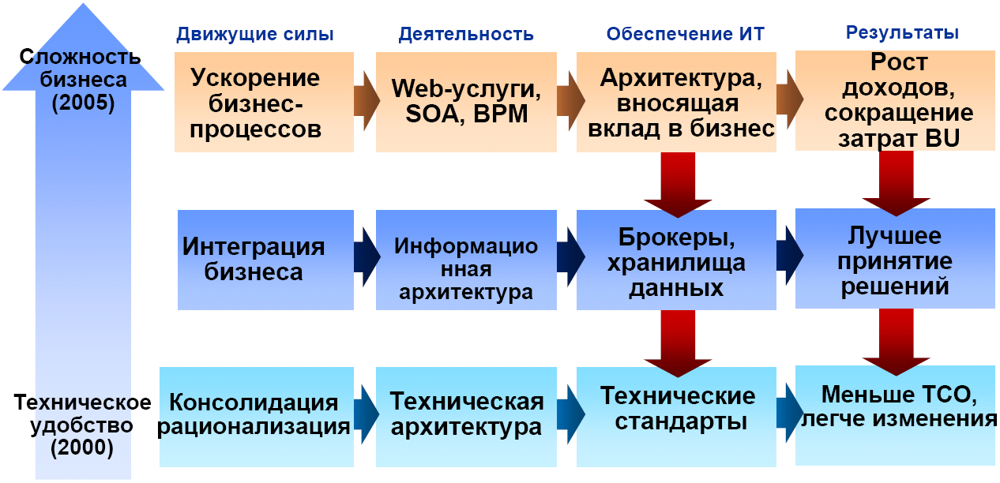 Движущие силы
Деятельность
Обеспечение ИТ
Результаты
Сложность
бизнеса
(2005)
Ускорение
бизнес-
процессов
Web-услуги,
SOA, BPM
Архитектура,
вносящая
вклад в бизнес
Рост
доходов,
сокращение
затрат BU
Интеграция
бизнеса
Информацио
нная
архитектура
Брокеры,
хранилища
данных
Лучшее
принятие
решений
Техническое
удобство
(2000)
Консолидация
рационализация
Техническая
архитектура
Технические
стандарты
Меньше TCO,
легче изменения